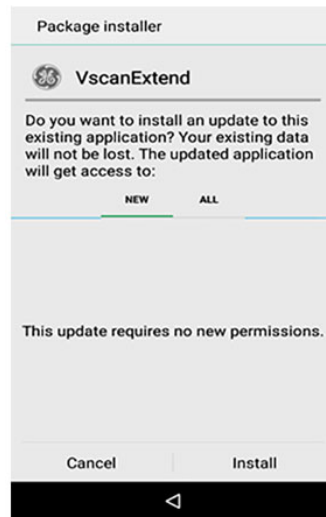 Package installer
VscanExtend
Do you want to install an update to this
existing application? Your existing data
will not be lost. The updated application
will get access to:
NEW ALL
This update requires no new permissions.
Cancel Install